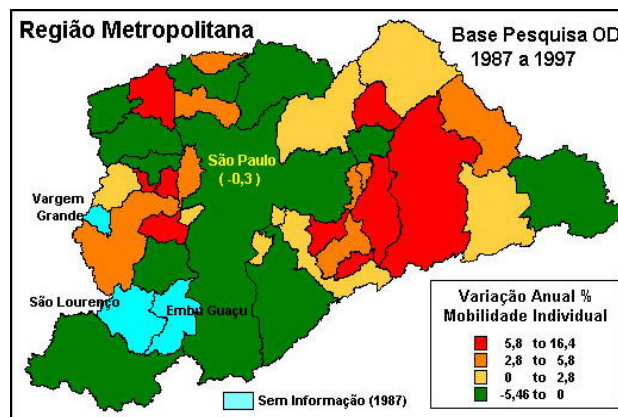 Região Metropolitana
Base Pesquisa OD
1987 a 1997
São Paulo
( -0,3 )
Vargem
Grande
São Lourenço
Embu Guaçu
Variação Anual %
Mobilidade Individual
5,8 to 16,4
2,8 to 5,8
0 to 2,8
-5,46 to 0
Sem Informação (1987)